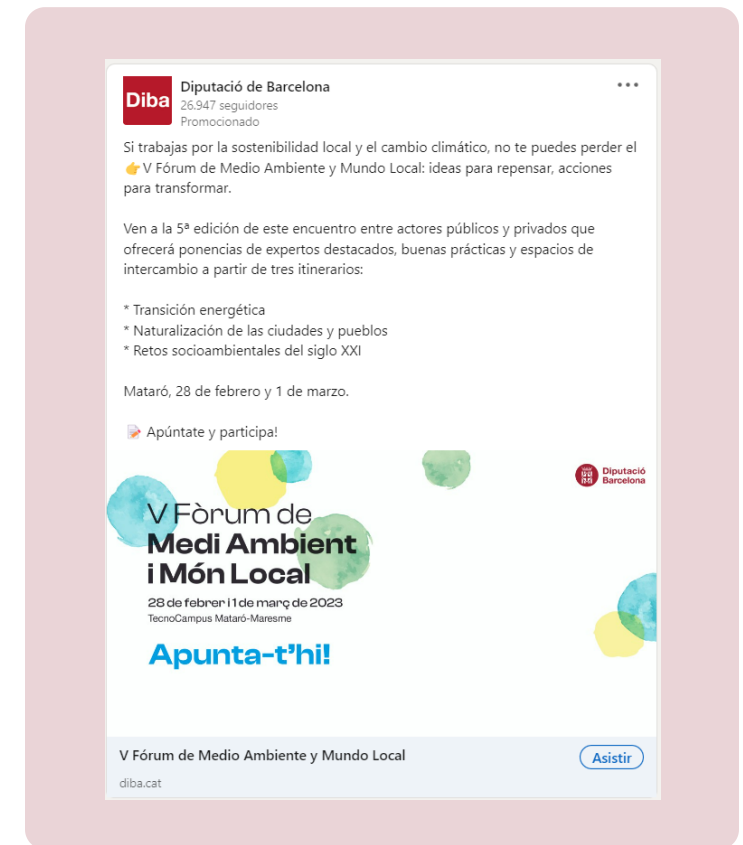 Diba
Diputació de Barcelona
26.947 seguidores
Promocionado
Si trabajas por la sostenibilidad local y el cambio climático, no te puedes perder el
👉V Fórum de Medio Ambiente y Mundo Local: ideas para repensar, acciones
para transformar.
Ven a la 5ª edición de este encuentro entre actores públicos y privados que
ofrecerá ponencias de expertos destacados, buenas prácticas y espacios de
intercambio a partir de tres itinerarios:
* Transición energética
* Naturalización de las ciudades y pueblos
* Retos socioambientales del siglo XXI
Mataró, 28 de febrero y 1 de marzo.
📝 Apúntate y participa!
Diputació
Barcelona
V Fòrum de
Medi Ambient
i Món Local
28 de febrer i 1 de març de 2023
TecnoCampus Mataró-Maresme
Apunta-t'hi!
V Fórum de Medio Ambiente y Mundo Local
Asistir
diba.cat